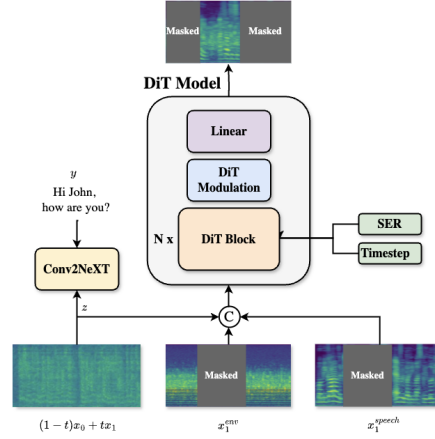 Masked
Masked
DiT Model
Linear
DiT
Modulation
N x
DiT Block
SER
Timestep
y
Hi John,
how are you?
Conv2NeXT
z
C
Masked
Masked
(1 − t)x₀ + tx₁
x₁^{env}
x₁^{speech}